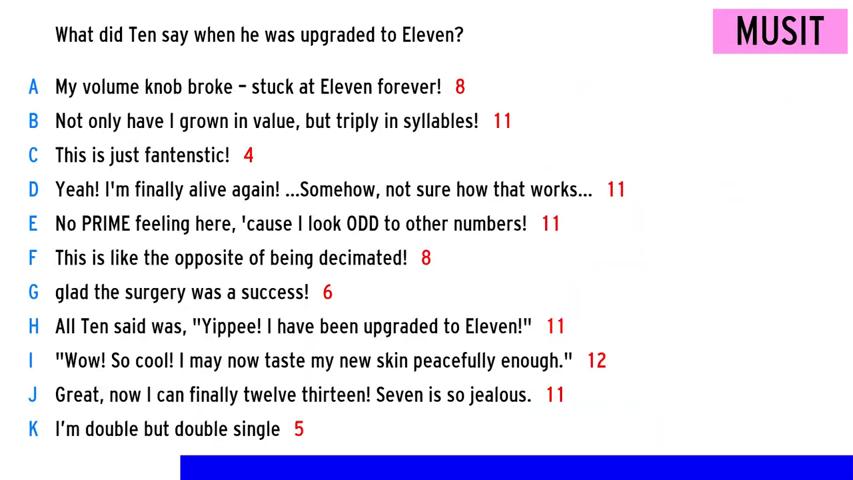 What did Ten say when he was upgraded to Eleven?
MUSIT
A My volume knob broke – stuck at Eleven forever! 8
B Not only have I grown in value, but triply in syllables! 11
C This is just fantenstic! 4
D Yeah! I'm finally alive again! ...Somehow, not sure how that works... 11
E No PRIME feeling here, 'cause I look ODD to other numbers! 11
F This is like the opposite of being decimated! 8
G glad the surgery was a success! 6
H All Ten said was, "Yippee! I have been upgraded to Eleven!" 11
I "Wow! So cool! I may now taste my new skin peacefully enough." 12
J Great, now I can finally twelve thirteen! Seven is so jealous. 11
K I’m double but double single 5